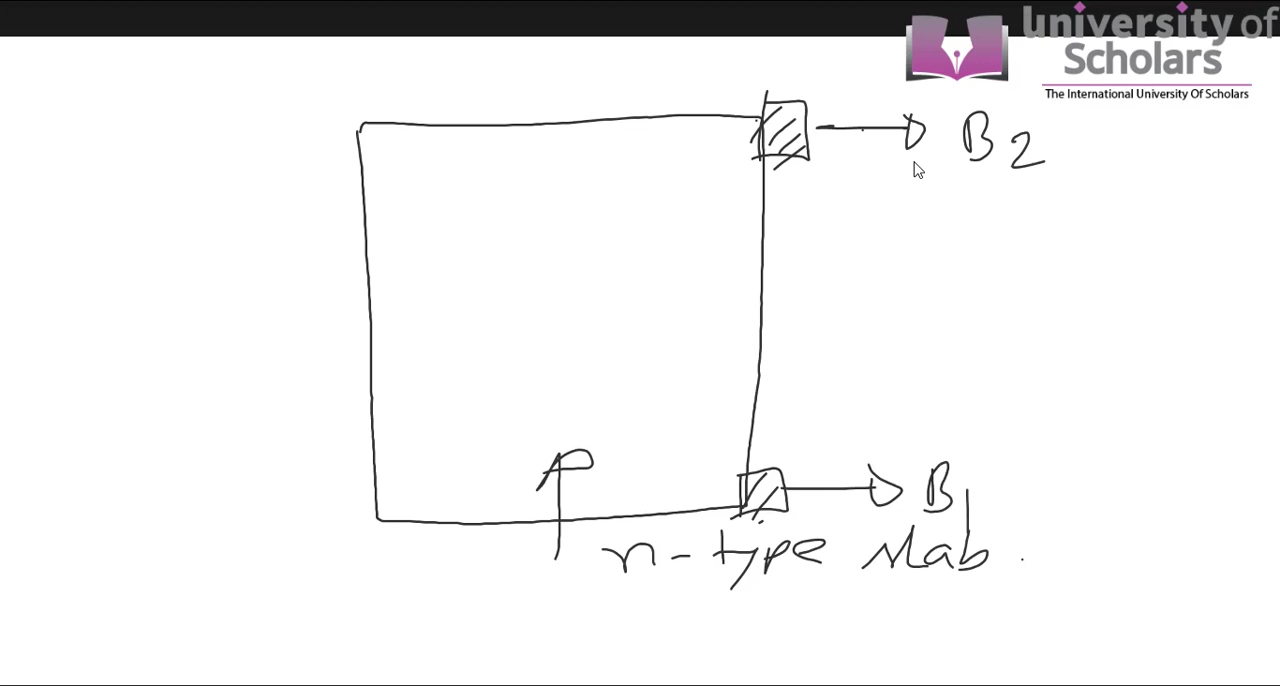 university of
Scholars
The International University Of Scholars
B2
B1
n-type slab.